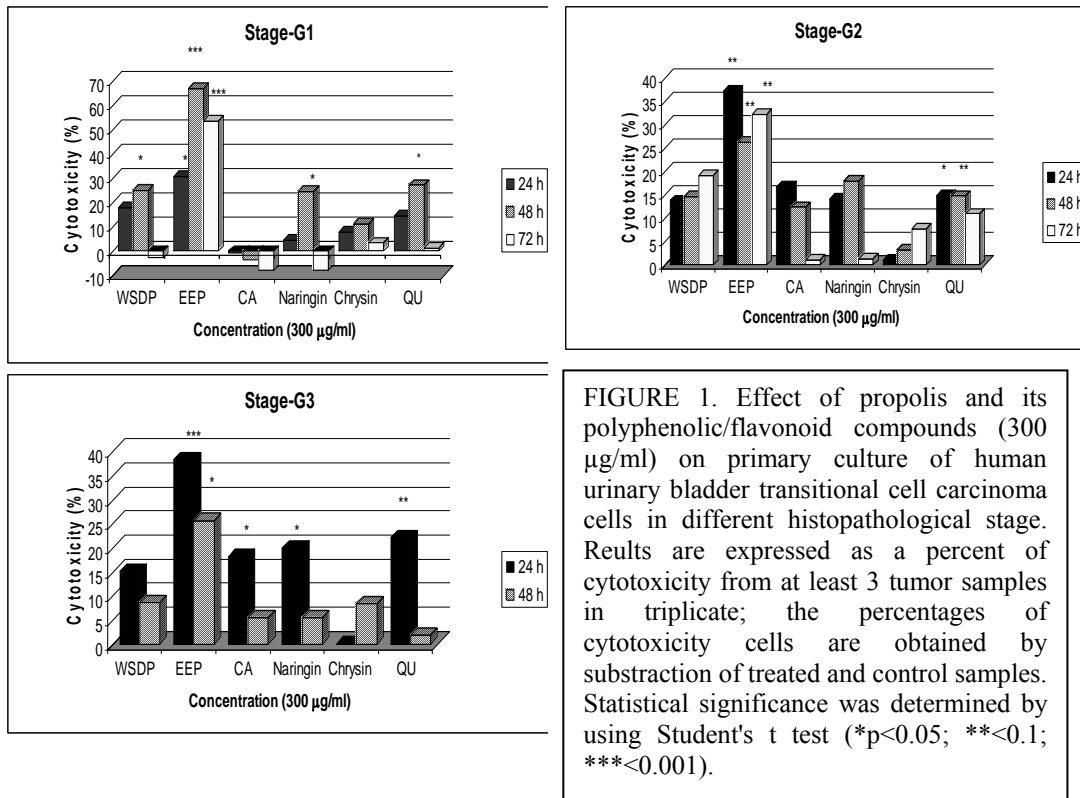 Stage-G1
***
***
*
*
*
*
70
60
50
40
30
20
10
0
-10
Cytotoxicity (%)
24 h
48 h
72 h
WSDP EEP CA Naringin Chrysin QU
Concentration (300 µg/ml)
Stage-G2
**
**
**
* **
40
35
30
25
20
15
10
5
0
Cytotoxicity (%)
24 h
48 h
72 h
WSDP EEP CA Naringin Chrysin QU
Concentration (300 µg/ml)
Stage-G3
***
*
* *
**
40
35
30
25
20
15
10
5
0
Cytotoxicity (%)
24 h
48 h
WSDP EEP CA Naringin Chrysin QU
Concentration (300 µg/ml)
FIGURE 1. Effect of propolis and its
polyphenolic/flavonoid compounds (300
µg/ml) on primary culture of human
urinary bladder transitional cell carcinoma
cells in different histopathological stage.
Reults are expressed as a percent of
cytotoxicity from at least 3 tumor samples
in triplicate; the percentages of
cytotoxicity cells are obtained by
substraction of treated and control samples.
Statistical significance was determined by
using Student's t test (*p<0.05; **<0.1;
***<0.001).